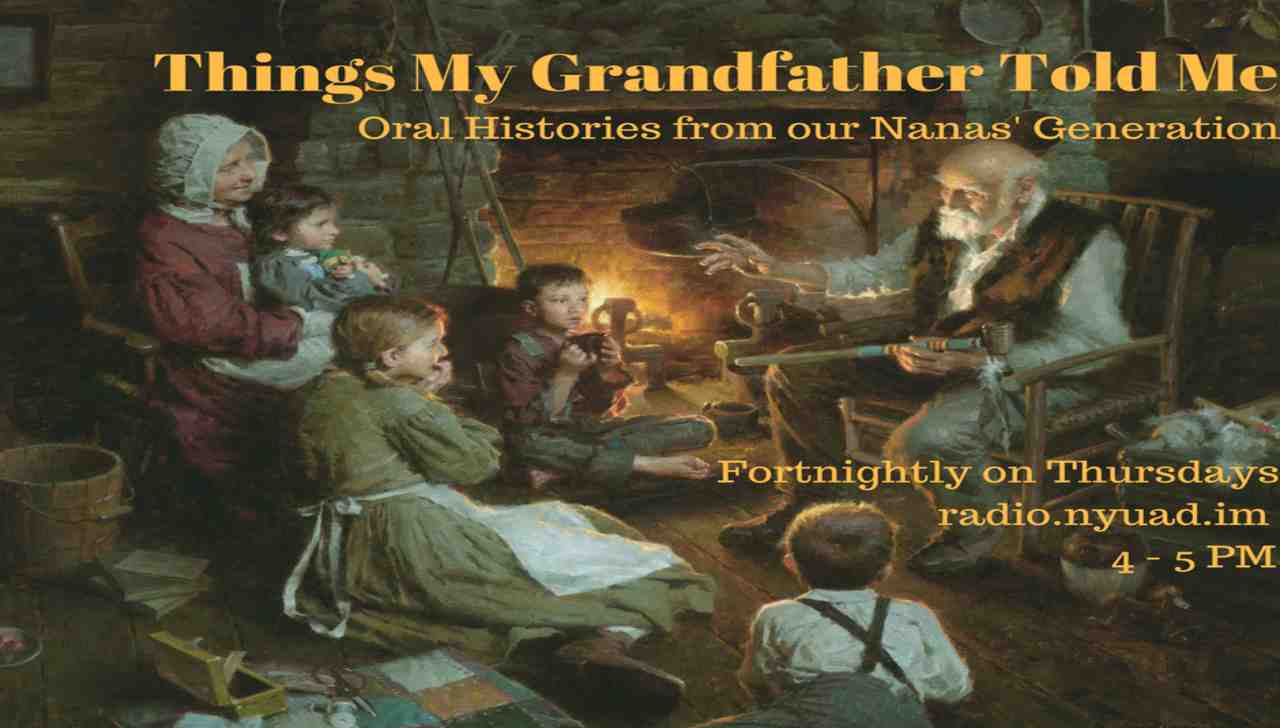 Things My Grandfather Told Me
Oral Histories from our Nanas' Generation
Fortnightly on Thursdays
radio.nyuad.im
4 - 5 PM